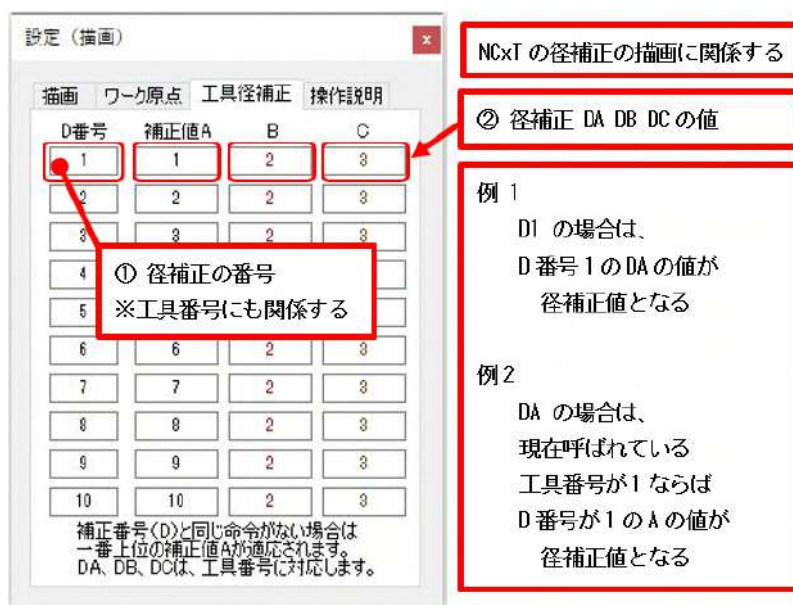 設定（描画）
x
描画 ワーク原点 工具径補正 操作説明
D番号 補正値A B C
1 1 2 3
2 2 2 3
3 3 2 3
4
5
6 6 2 3
7 7 2 3
8 8 2 3
9 9 2 3
10 10 2 3
補正番号(D)と同じ命令がない場合は
一番上位の補正値Aが適応されます。
DA、DB、DCは、工具番号に対応します。
① 径補正の番号
※工具番号にも関係する
NCxT の径補正の描画に関係する
② 径補正 DA DB DC の値
例 1
D1 の場合は、
D 番号 1 の DA の値が
径補正値となる
例 2
DA の場合は、
現在呼ばれている
工具番号が 1 ならば
D 番号が 1 の A の値が
径補正値となる